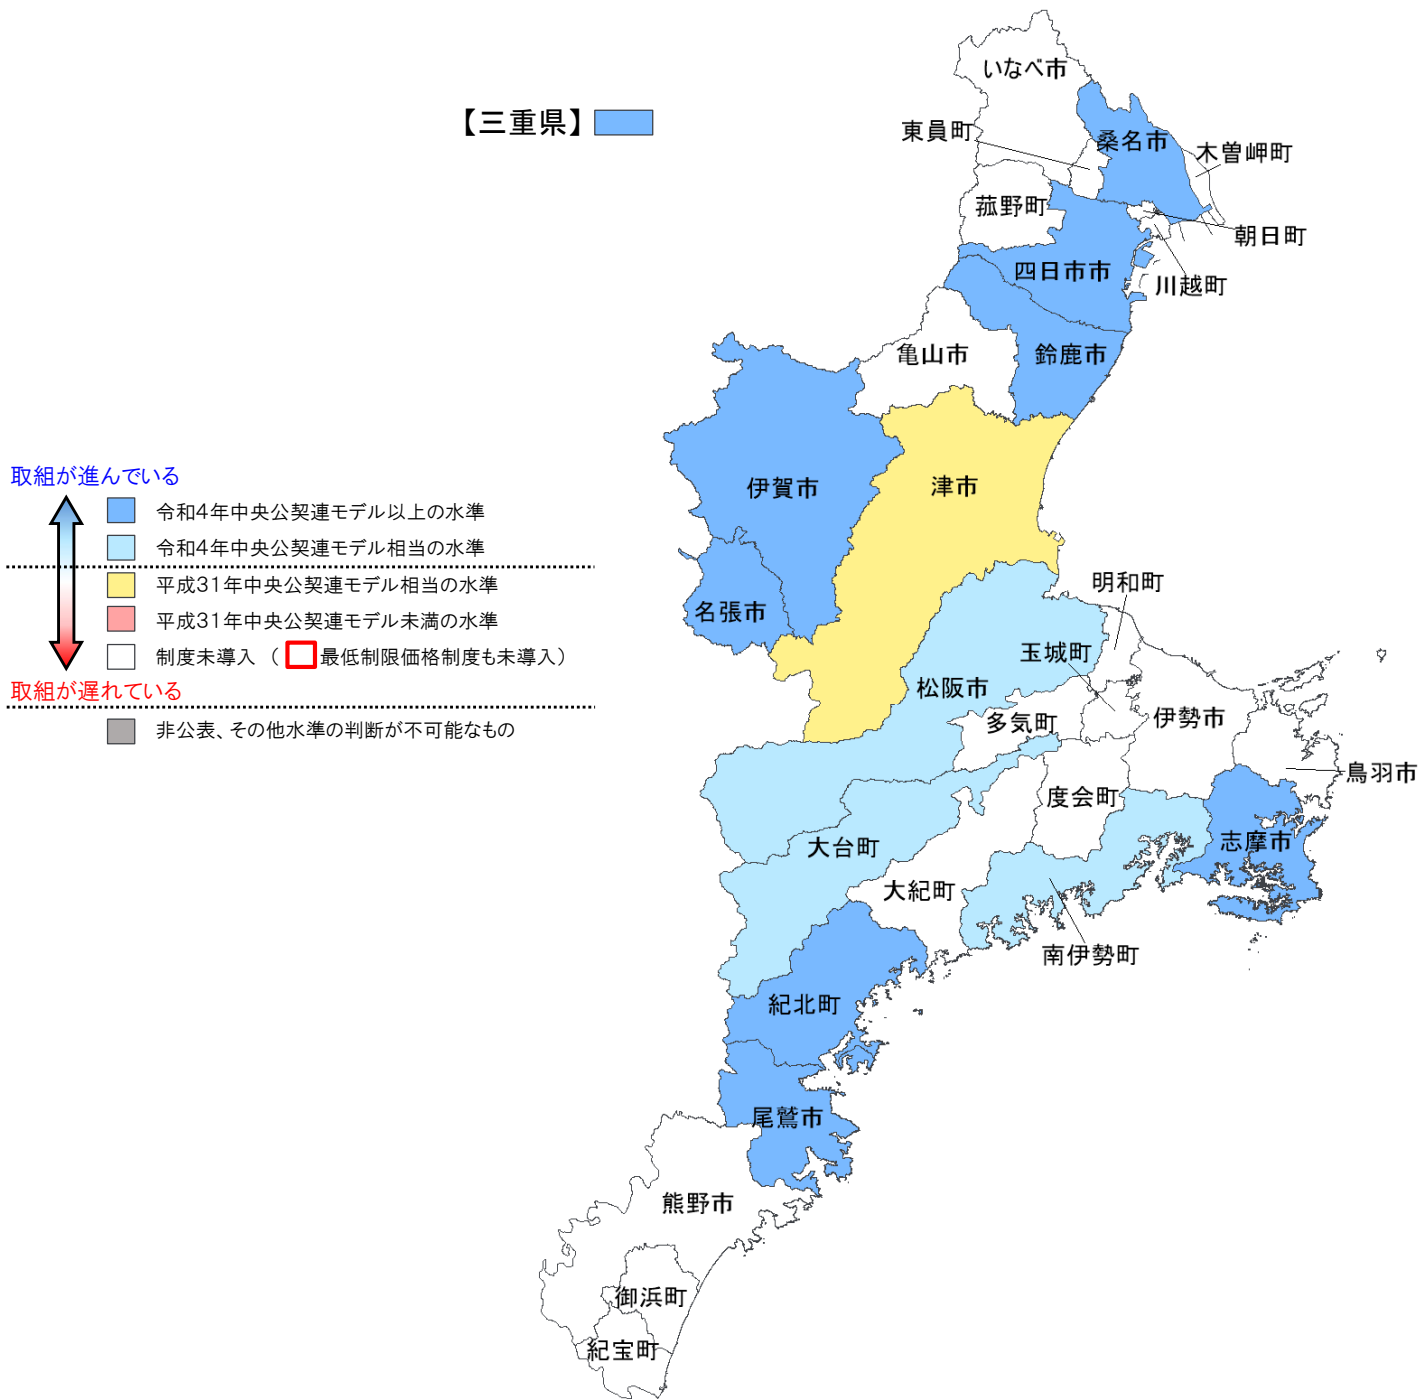 いなべ市
【三重県】
東員町
桑名市
木曽岬町
菰野町
朝日町
四日市市
川越町
亀山市
鈴鹿市
取組が進んでいる
伊賀市
津市
令和4年中央公契連モデル以上の水準
令和4年中央公契連モデル相当の水準
平成31年中央公契連モデル相当の水準
明和町
名張市
平成31年中央公契連モデル未満の水準
制度未導入 ( 最低制限価格制度も未導入)
玉城町
取組が遅れている
松阪市
多気町
伊勢市
非公表、その他水準の判断が不可能なもの
鳥羽市
度会町
大台町
志摩市
大紀町
南伊勢町
紀北町
尾鷲市
熊野市
御浜町
紀宝町